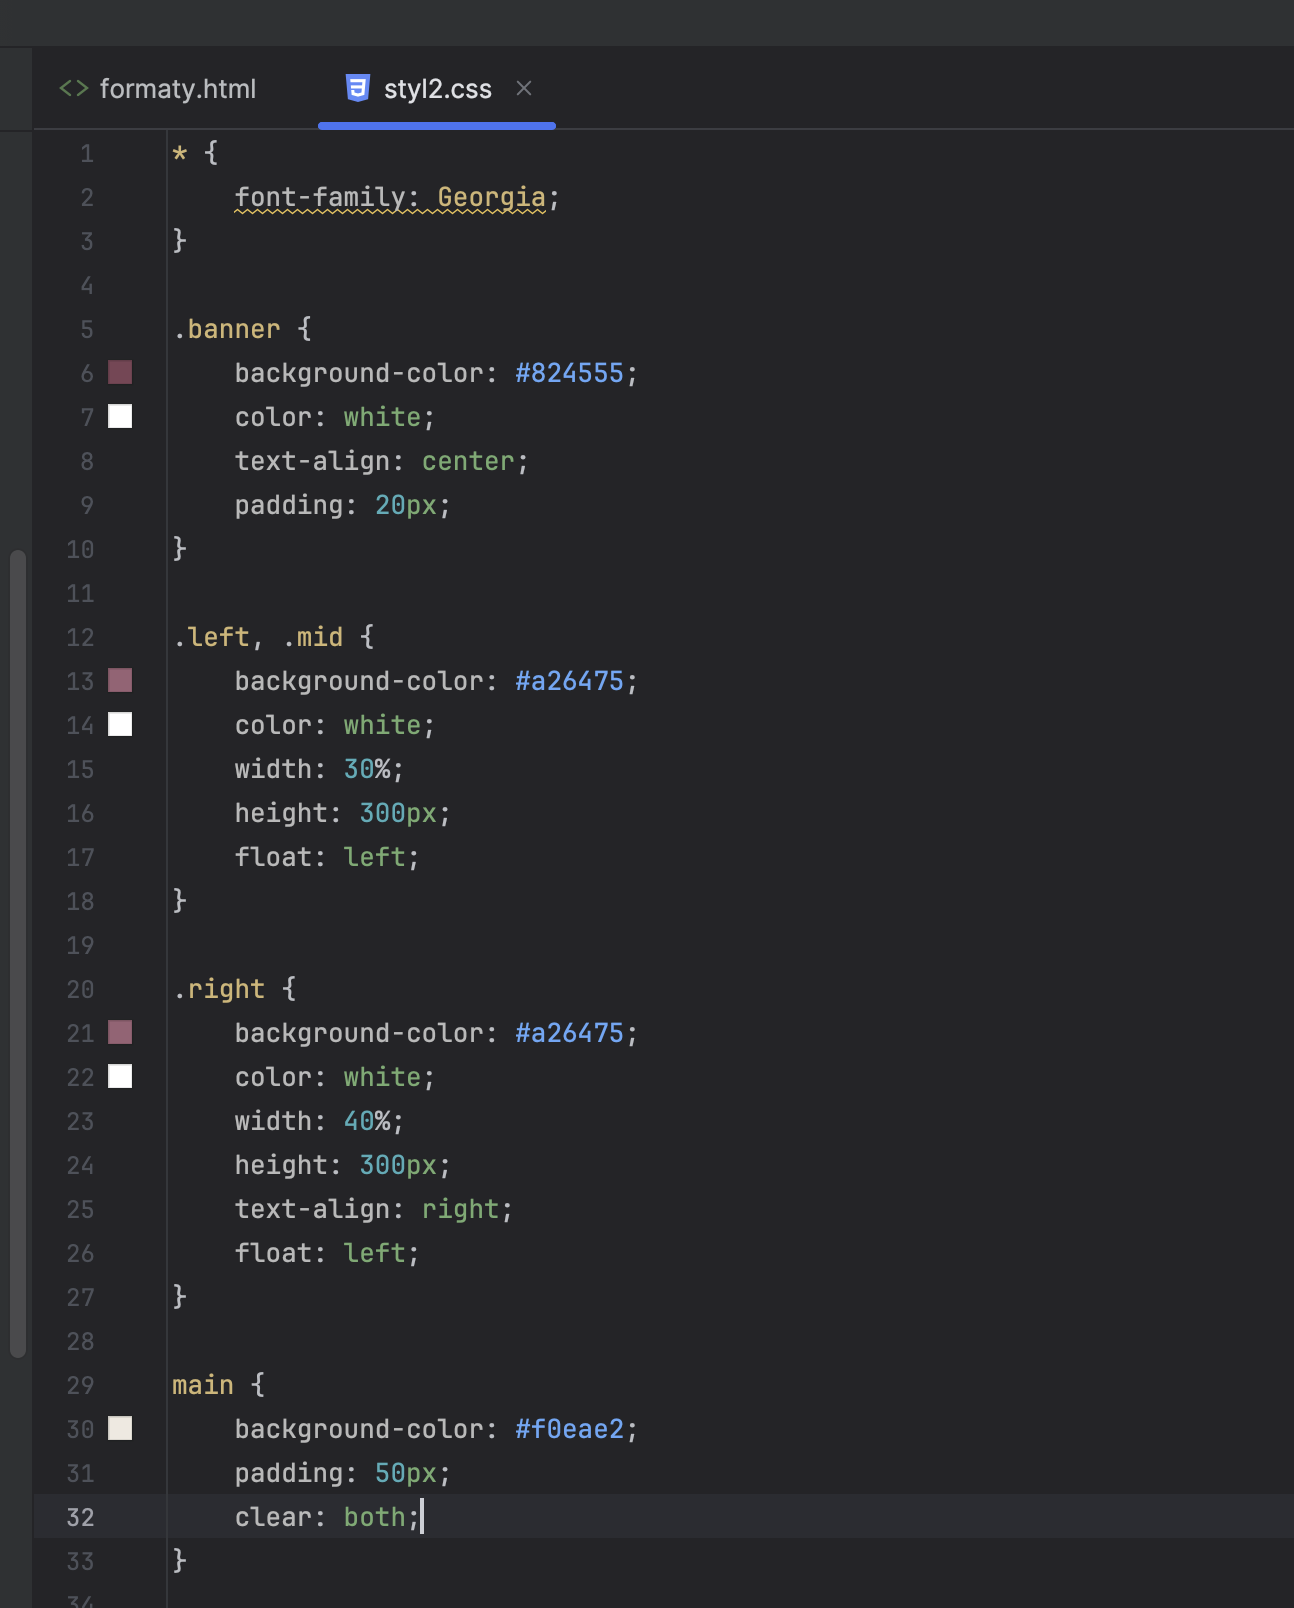 <> formaty.html
styl2.css ×
1 * {
2 font-family: Georgia;
3 }
4
5 .banner {
6 background-color: #824555;
7 color: white;
8 text-align: center;
9 padding: 20px;
10 }
11
12 .left, .mid {
13 background-color: #a26475;
14 color: white;
15 width: 30%;
16 height: 300px;
17 float: left;
18 }
19
20 .right {
21 background-color: #a26475;
22 color: white;
23 width: 40%;
24 height: 300px;
25 text-align: right;
26 float: left;
27 }
28
29 main {
30 background-color: #f0eae2;
31 padding: 50px;
32 clear: both;
33 }
34